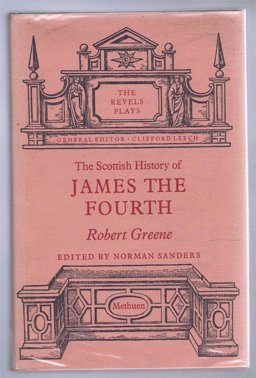 THE
REVELS
PLAYS
GENERAL EDITOR · CLIFFORD LEECH
The Scottish History of
JAMES THE
FOURTH
Robert Greene
EDITED BY NORMAN SANDERS
Methuen